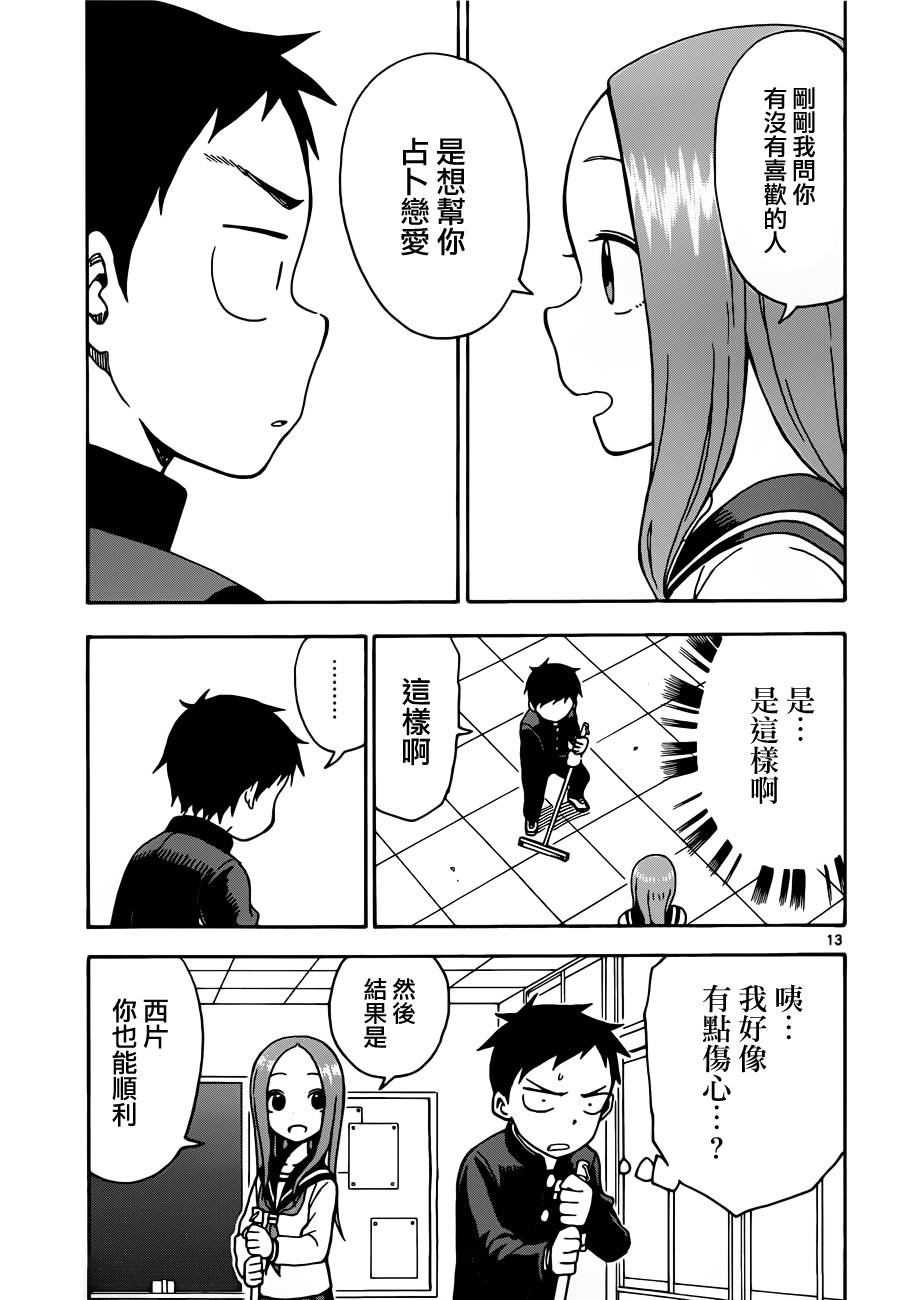 剛剛我問你
有沒有喜歡的人
是想幫你
占卜戀愛
是…
是這樣啊
這樣啊
………
13
咦…
我好像
有點傷心…?
然後
結果是
西片
你也能順利